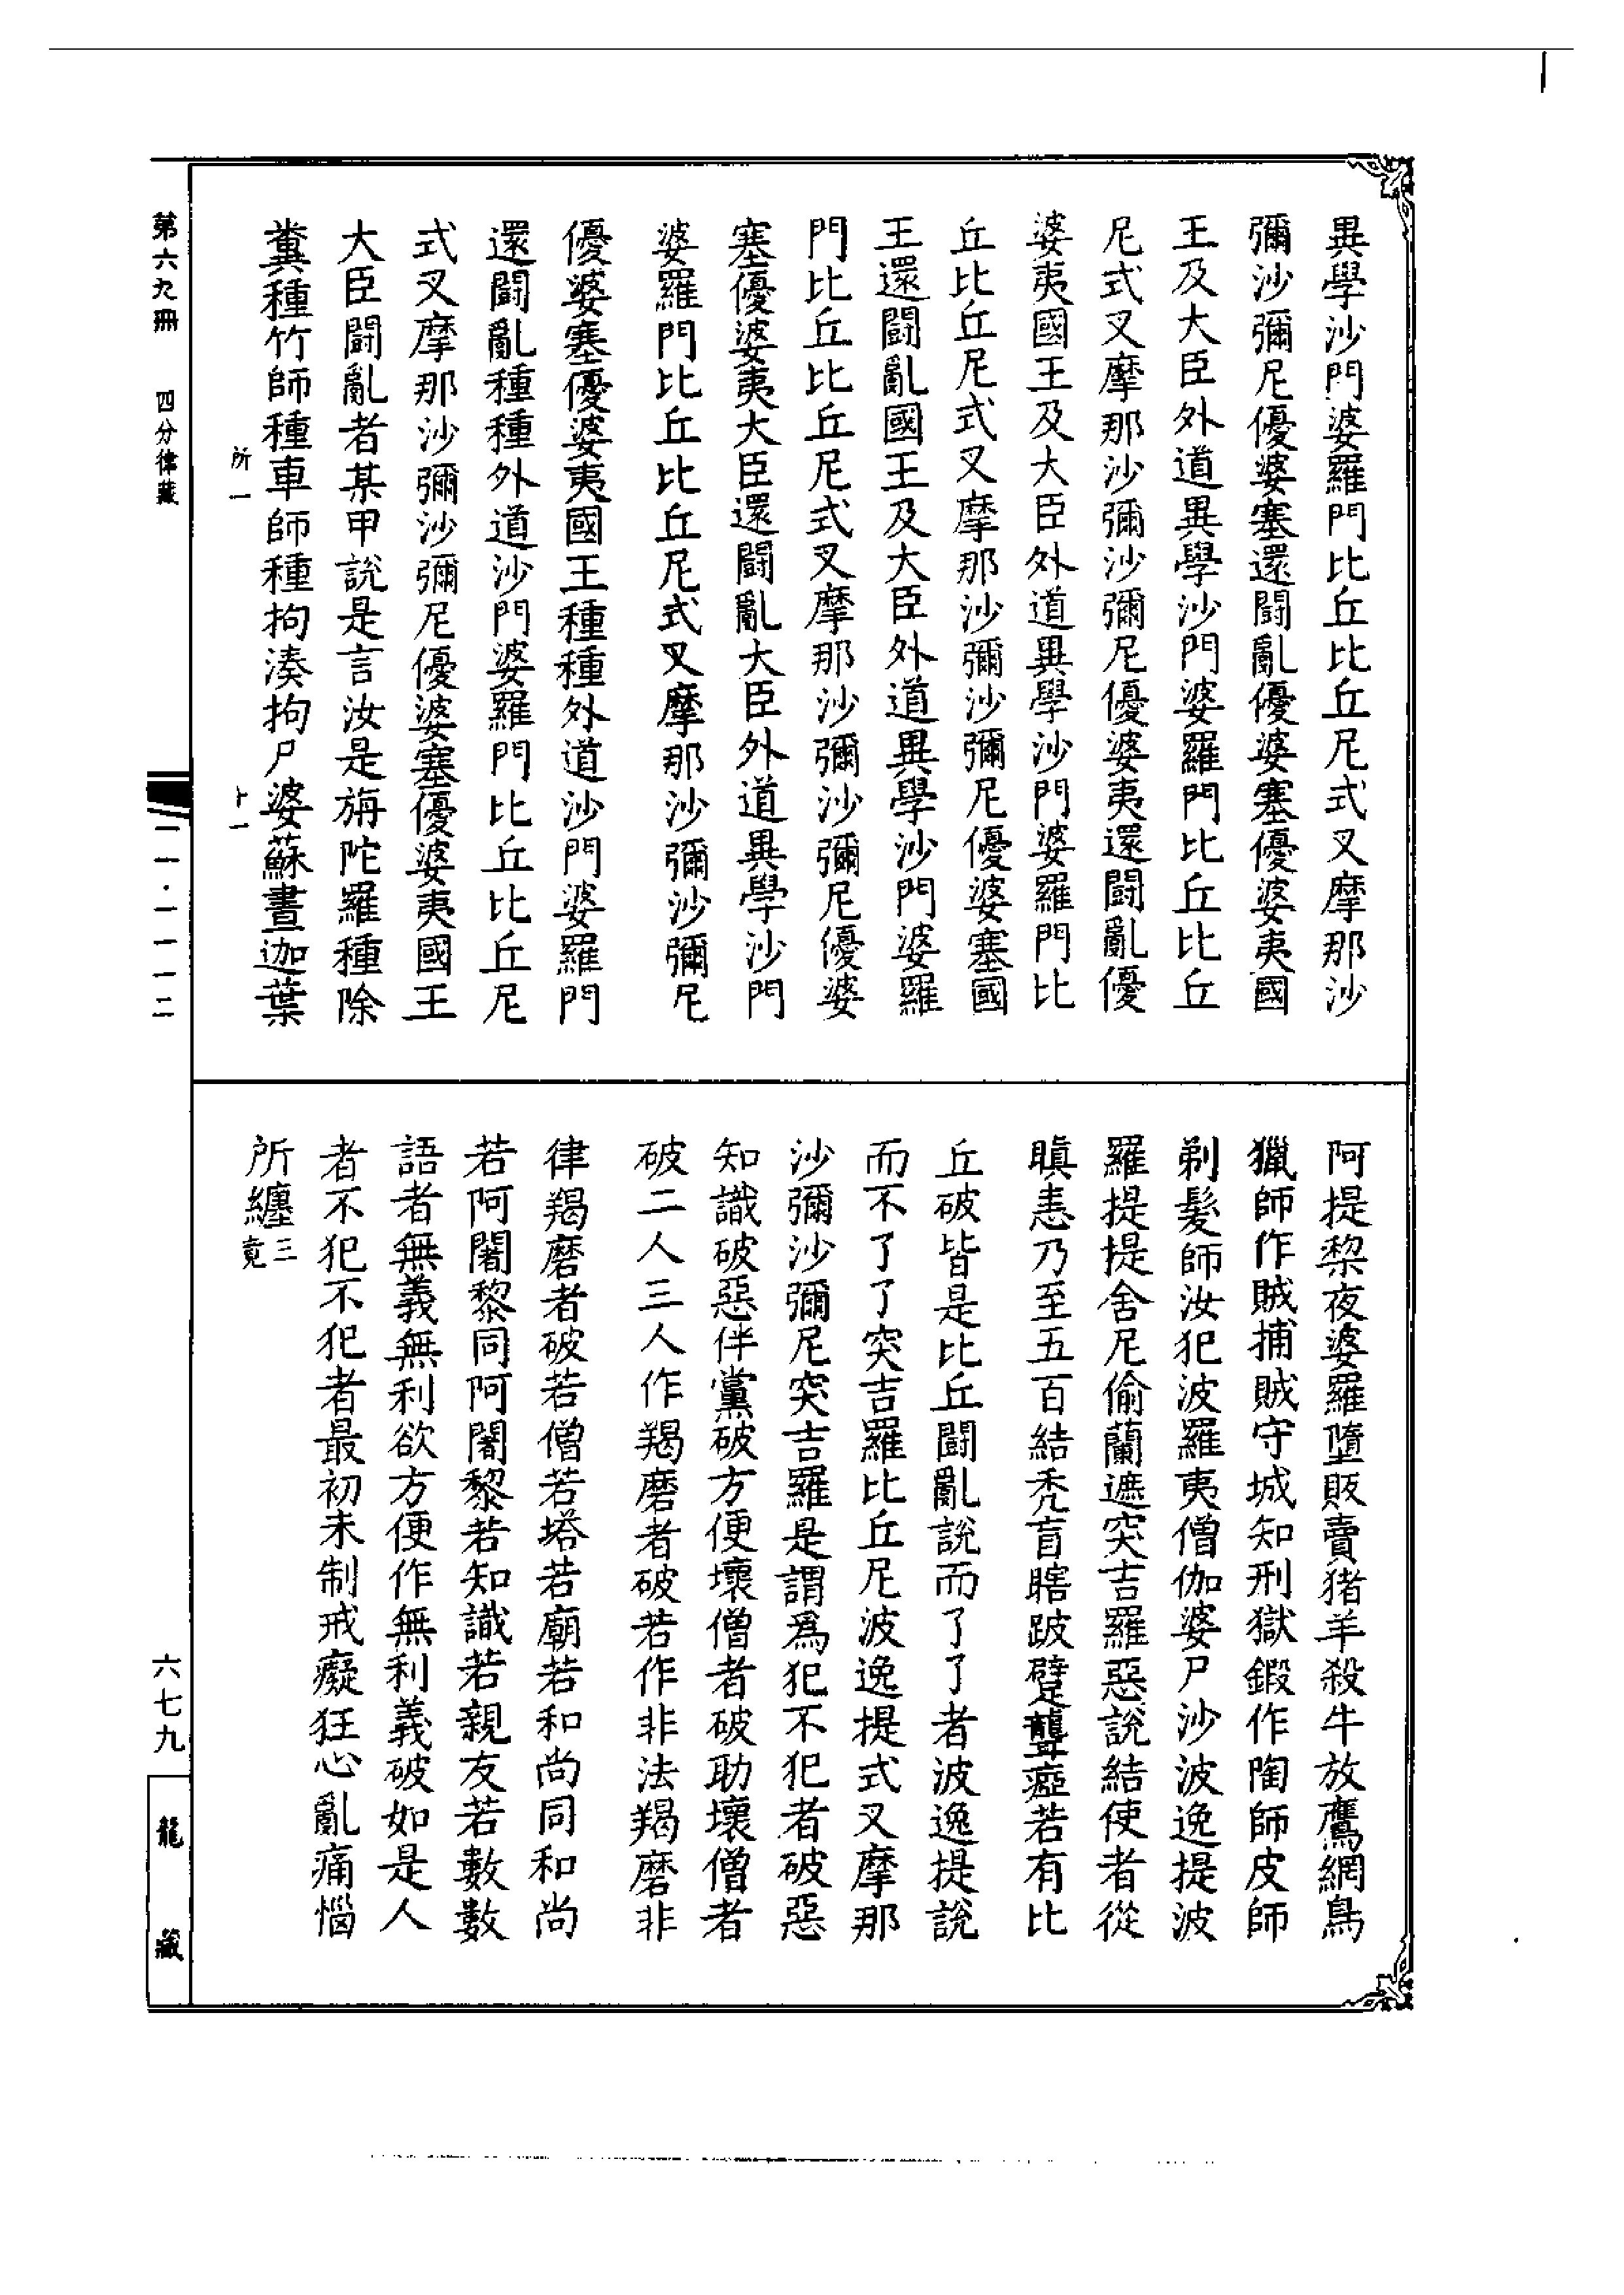 異學沙門婆羅門比丘比丘尼式叉摩那沙
彌沙彌尼優婆塞還鬬亂優婆塞優婆夷國
王及大臣外道異學沙門婆羅門比丘比丘
尼式叉摩那沙彌沙彌尼優婆夷還鬬亂優
婆夷國王及大臣外道異學沙門婆羅門比
丘比丘尼式叉摩那沙彌沙彌尼優婆塞國
王還鬬亂國王及大臣外道異學沙門婆羅
門比丘比丘尼式叉摩那沙彌沙彌尼優婆
塞優婆夷大臣還鬬亂大臣外道異學沙門
婆羅門比丘比丘尼式叉摩那沙彌沙彌尼
優婆塞優婆夷國王種種外道沙門婆羅門
還鬬亂種種外道沙門婆羅門比丘比丘尼
式叉摩那沙彌沙彌尼優婆塞優婆夷國王
大臣鬬亂者某甲說是言汝是旃陀羅種除
糞種竹師種車師種拘湊拘尸婆蘇晝迦葉
所一 十一
阿提棃夜婆羅墮販賣猪羊殺牛放鷹網鳥
獵師作賊捕賊守城知刑獄鍛作陶師皮師
剃髮師汝犯波羅夷僧伽婆尸沙波逸提波
羅提提舍尼偷蘭遮突吉羅惡說結使者從
瞋恚乃至五百結禿盲瞎跛躄聾瘂若有比
丘破皆是比丘鬬亂說而了了者波逸提說
而不了了突吉羅比丘尼波逸提式叉摩那
沙彌沙彌尼突吉羅是謂為犯不犯者破惡
知識破惡伴黨破方便壞僧者破助壞僧者
破二人三人作羯磨者破若作非法羯磨非
律羯磨者破若僧若塔若廟若和尚同和尚
若阿闍黎同阿闍黎若知識若親友若數數
語者無義無利欲方便作無利義破如是人
者不犯不犯者最初未制戒癡狂心亂痛惱
所纏三竟
第六九冊 四分律藏 一一·一一一二 六七九 龍藏